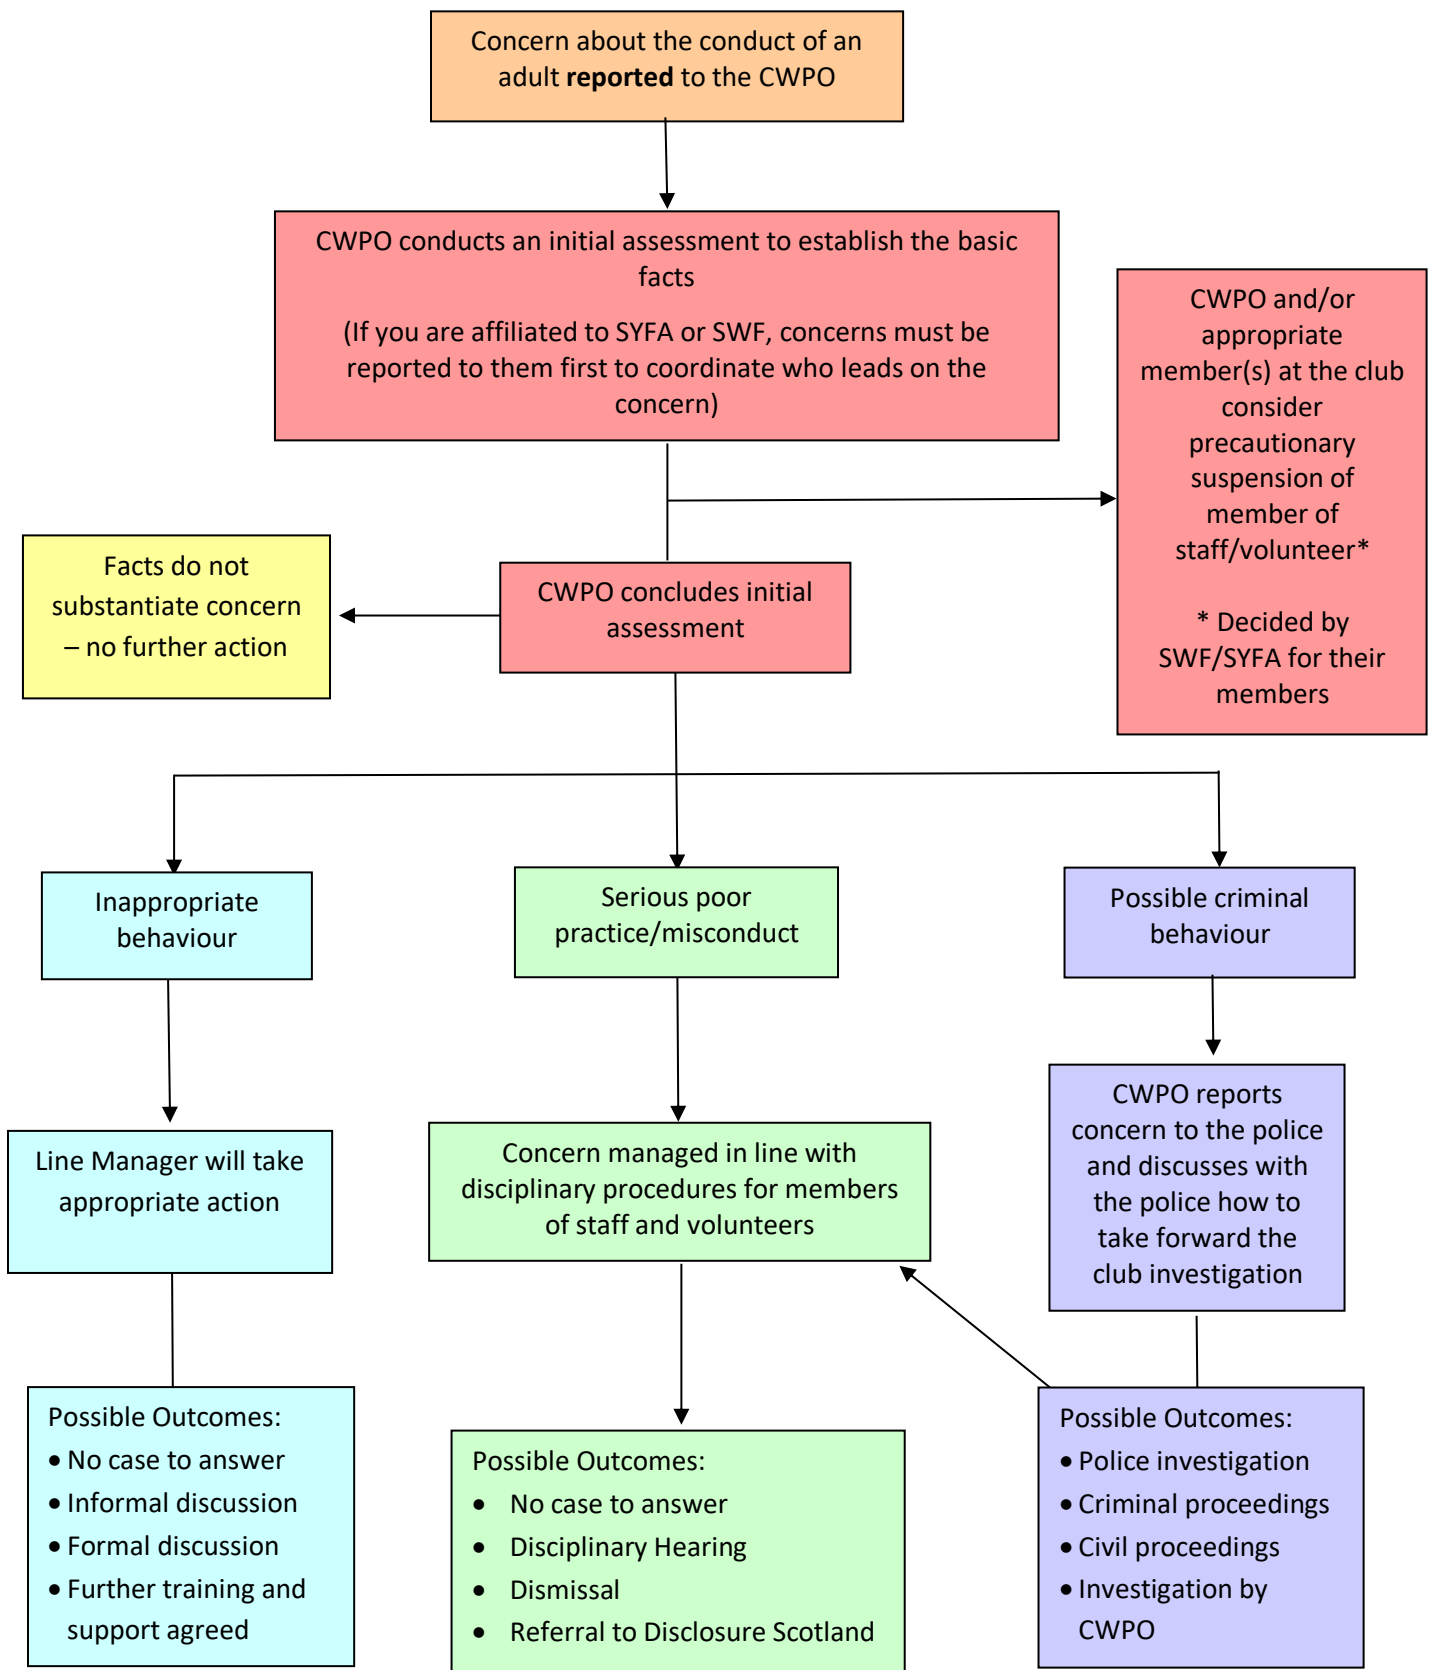 Concern about the conduct of an
adult reported to the CWPO
CWPO conducts an initial assessment to establish the basic
facts
(If you are affiliated to SYFA or SWF, concerns must be
reported to them first to coordinate who leads on the
concern)
CWPO and/or
appropriate
member(s) at the club
consider
precautionary
suspension of
member of
staff/volunteer*
* Decided by
SWF/SYFA for their
members
Facts do not
substantiate concern
– no further action
CWPO concludes initial
assessment
Inappropriate
behaviour
Serious poor
practice/misconduct
Possible criminal
behaviour
Line Manager will take
appropriate action
Concern managed in line with
disciplinary procedures for members
of staff and volunteers
CWPO reports
concern to the police
and discusses with
the police how to
take forward the
club investigation
Possible Outcomes:
• No case to answer
• Informal discussion
• Formal discussion
• Further training and
support agreed
Possible Outcomes:
• No case to answer
• Disciplinary Hearing
• Dismissal
• Referral to Disclosure Scotland
Possible Outcomes:
• Police investigation
• Criminal proceedings
• Civil proceedings
• Investigation by
CWPO